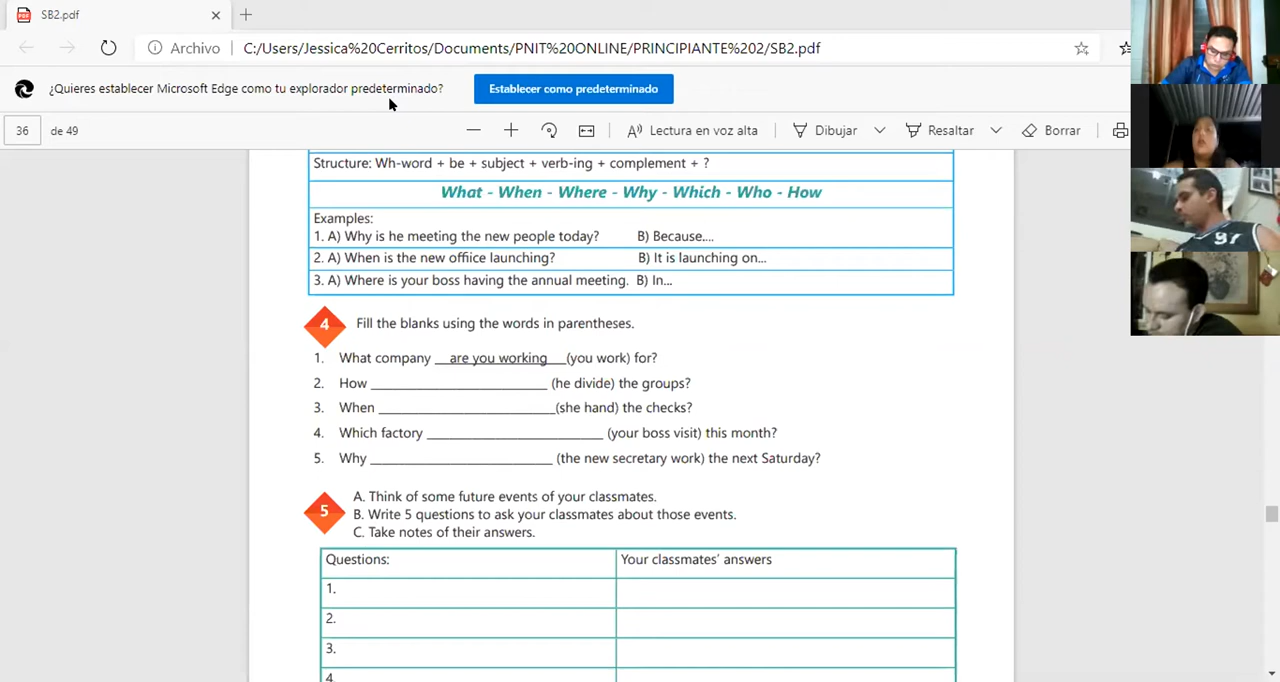 SB2.pdf
Archivo C:/Users/Jessica%20Cerritos/Documents/PNIT%20ONLINE/PRINCIPIANTE%202/SB2.pdf
¿Quieres establecer Microsoft Edge como tu explorador predeterminado? Establecer como predeterminado
36 de 49 Lectura en voz alta Dibujar Resaltar Borrar
Structure: Wh-word + be + subject + verb-ing + complement + ?
What - When - Where - Why - Which - Who - How
Examples:
1. A) Why is he meeting the new people today? B) Because....
2. A) When is the new office launching? B) It is launching on...
3. A) Where is your boss having the annual meeting. B) In...
4 Fill the blanks using the words in parentheses.
1. What company __are you working__ (you work) for?
2. How ____________________ (he divide) the groups?
3. When ____________________(she hand) the checks?
4. Which factory ____________________ (your boss visit) this month?
5. Why ____________________ (the new secretary work) the next Saturday?
5 A. Think of some future events of your classmates.
B. Write 5 questions to ask your classmates about those events.
C. Take notes of their answers.
Questions: Your classmates' answers
1.
2.
3.
4.
97